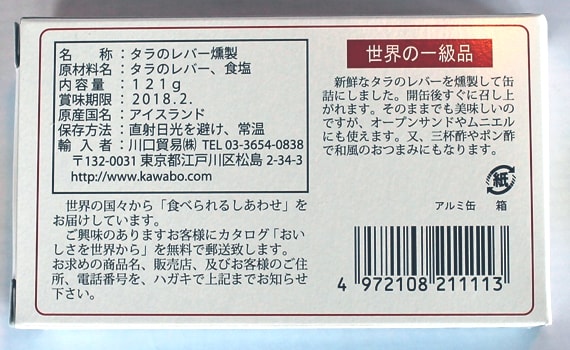 名　　称：タラのレバー燻製
原材料名：タラのレバー、食塩
内 容 量：１２１ｇ
賞味期限：2018.2.
原産国名：アイスランド
保存方法：直射日光を避け、常温
輸 入 者：川口貿易㈱ TEL 03-3654-0838
〒132-0031 東京都江戸川区松島 2-34-3
http://www.kawabo.com
世界の国々から「食べられるしあわせ」を
お届けしています。
ご興味のありますお客様にカタログ「おい
しさを世界から」を無料で郵送致します。
お求めの商品名、販売店、及びお客様のご住
所、電話番号を、ハガキで上記までお知らせ
下さい。
世界の一級品
新鮮なタラのレバーを燻製して缶
詰にしました。開缶後すぐに召し上
がれます。そのままでも美味しいの
ですが、オープンサンドやムニエル
にも使えます。又、三杯酢やポン酢
で和風のおつまみにもなります。
紙
アルミ缶　箱
4 972108 211113